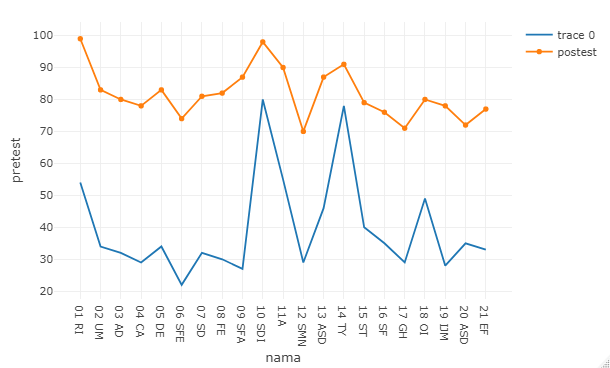 trace 0
postest
100
90
80
70
60
50
40
30
20
pretest
01 RI
02 UM
03 AD
04 CA
05 DE
06 SFE
07 SD
08 FE
09 SFA
10 SDI
11A
12 SMN
13 ASD
14 TY
15 ST
16 SF
17 GH
18 OI
19 IJM
20 ASD
21 EF
nama